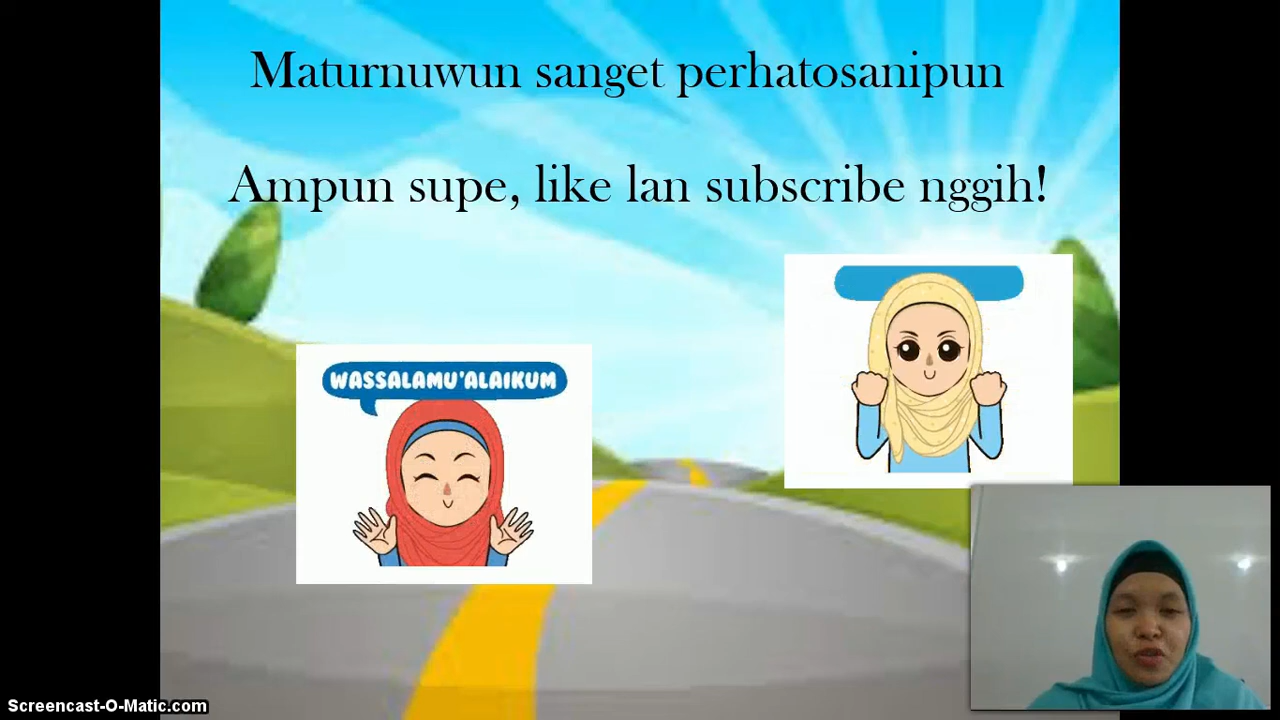 Maturnuwun sanget perhatosanipun
Ampun supe, like lan subscribe nggih!
WASSALAMU'ALAIKUM
Screencast-O-Matic.com